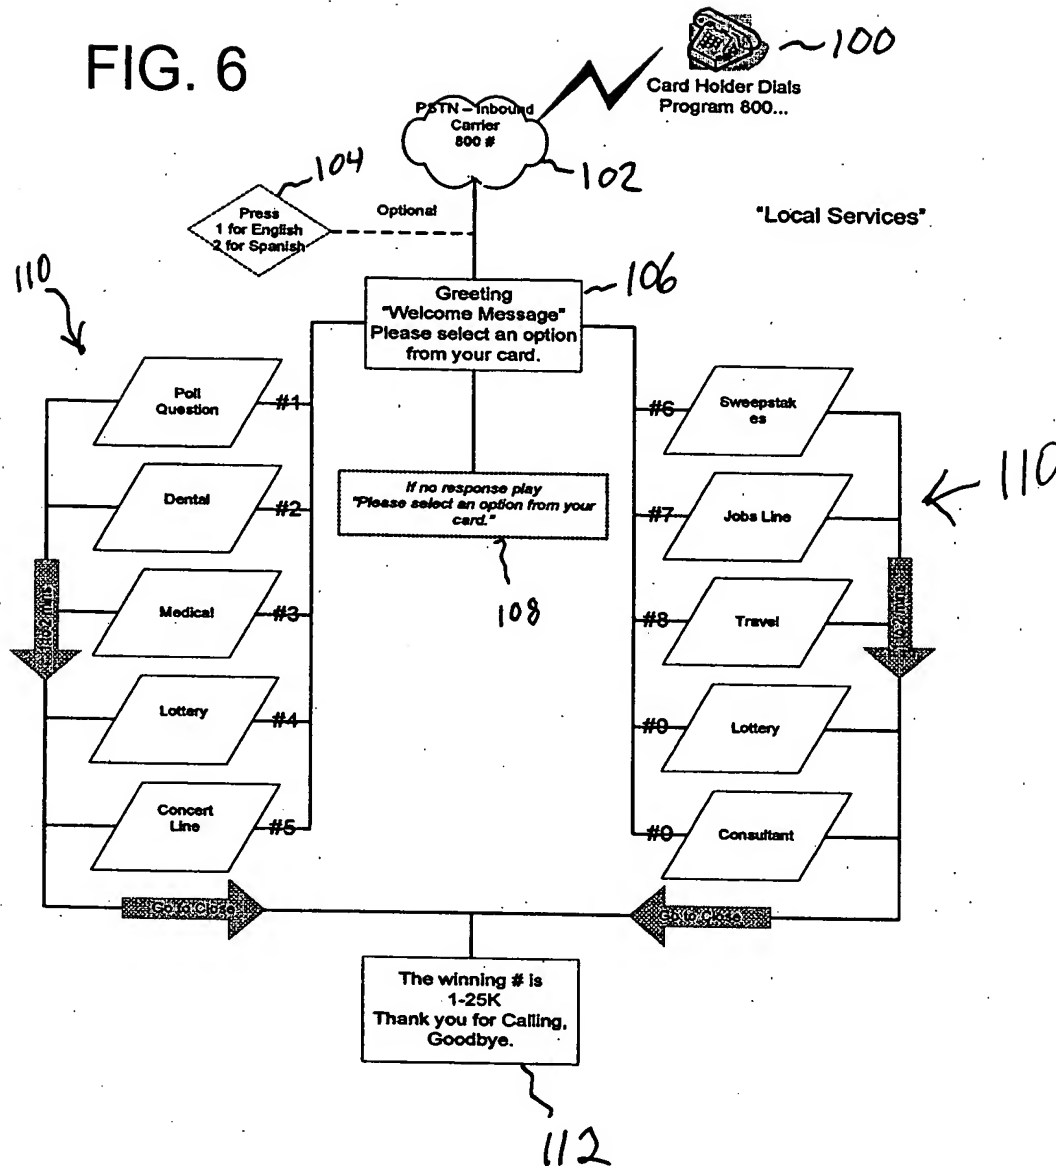 FIG. 6
100
Card Holder Dials
Program 800...
PSTN – Inbound
Carrier
800 #
102
104
Press
1 for English
2 for Spanish
Optional
"Local Services".
110
106
Greeting
"Welcome Message"
Please select an option
from your card.
Poll
Question
#1
#6
Sweepstak
es
110
Dental
#2
If no response play
"Please select an option from your
card."
#7
Jobs Line
108
Medical
#3
#8
Travel
Lottery
#4
#9
Lottery
Concert
Line
#5
#0
Consultant
Go to Close
Go to Close
The winning # is
1-25K
Thank you for Calling,
Goodbye.
112